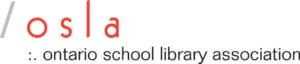 / osla
:. ontario school library association